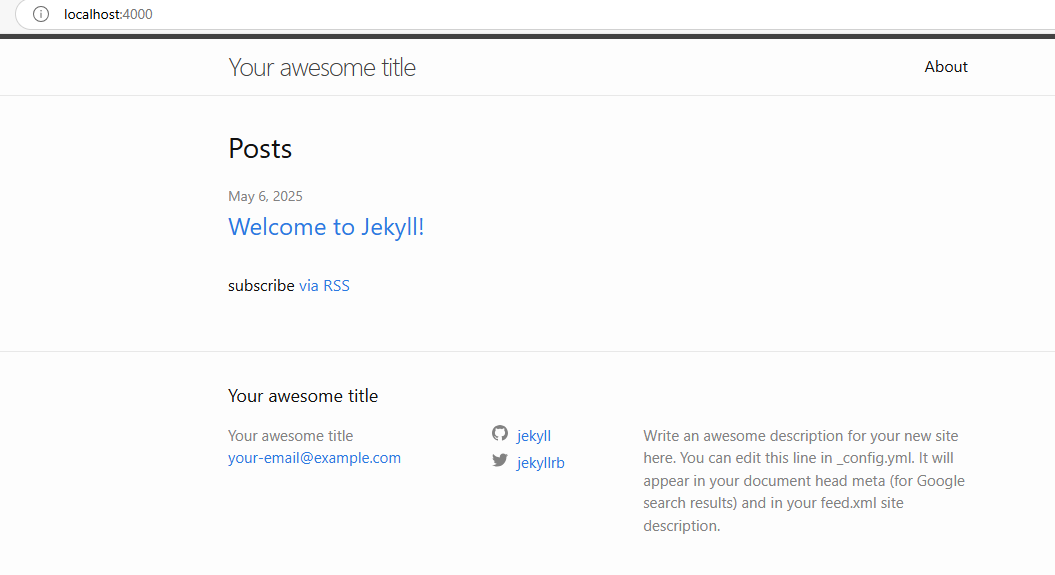 localhost:4000
Your awesome title
About
Posts
May 6, 2025
Welcome to Jekyll!
subscribe via RSS
Your awesome title
Your awesome title
your-email@example.com
jekyll
jekyllrb
Write an awesome description for your new site
here. You can edit this line in _config.yml. It will
appear in your document head meta (for Google
search results) and in your feed.xml site
description.